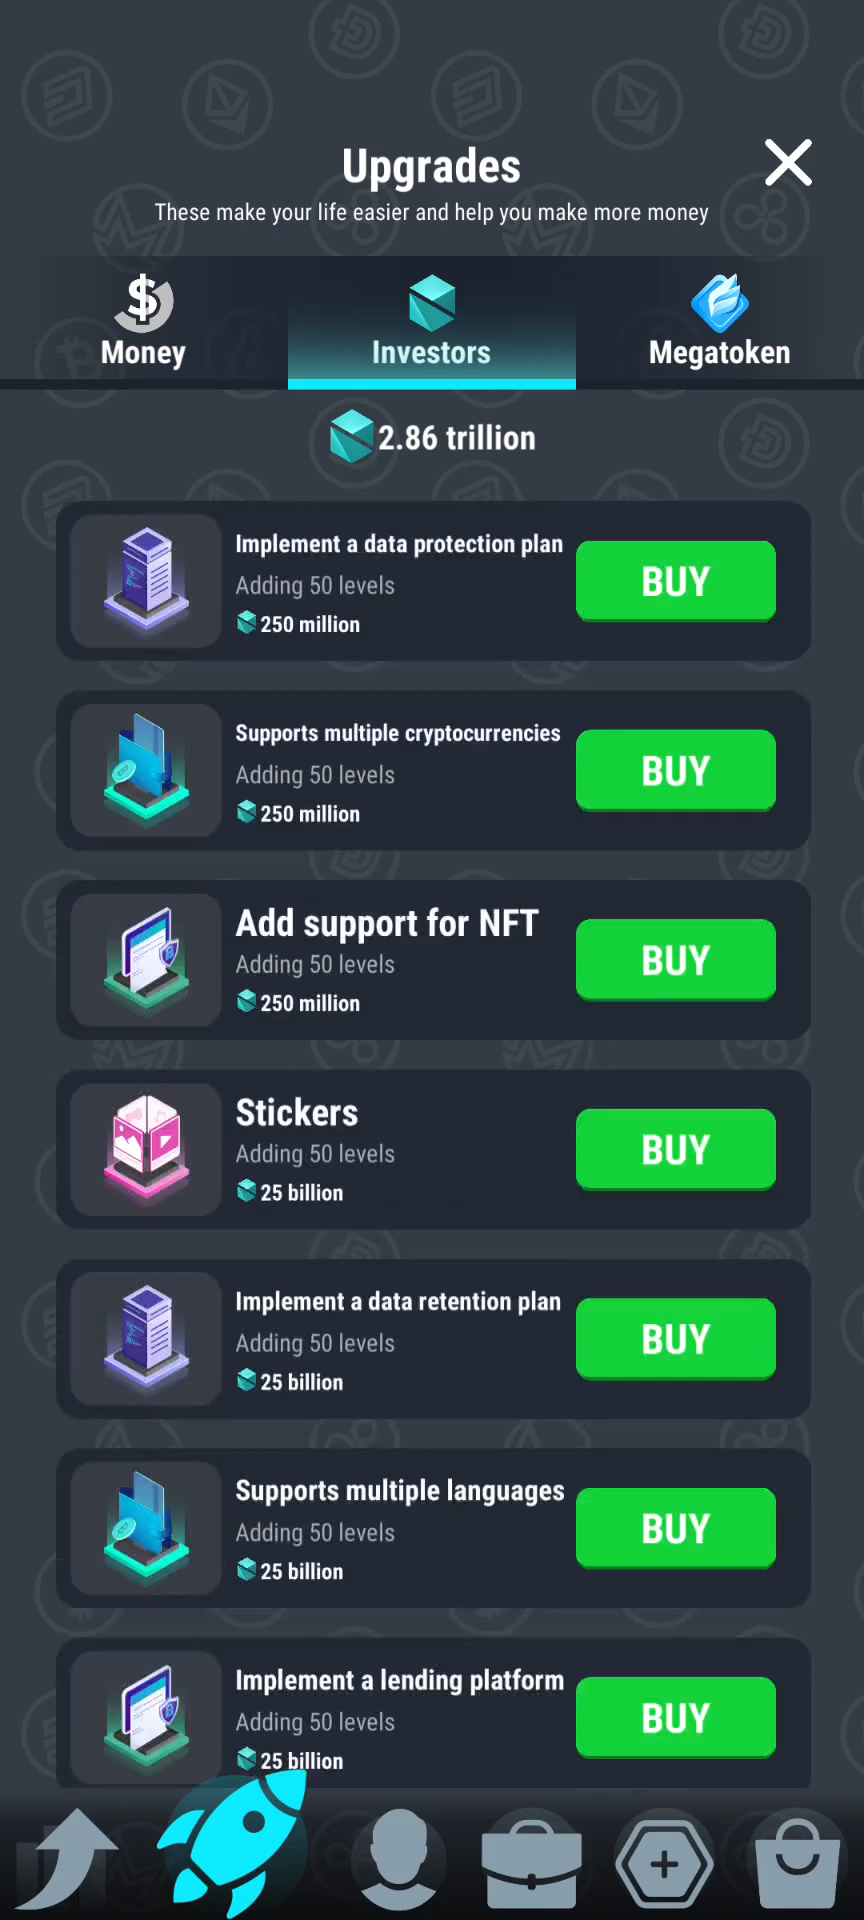 Upgrades
These make your life easier and help you make more money
Money
Investors
Megatoken
2.86 trillion
Implement a data protection plan
Adding 50 levels
250 million
BUY
Supports multiple cryptocurrencies
Adding 50 levels
250 million
BUY
Add support for NFT
Adding 50 levels
250 million
BUY
Stickers
Adding 50 levels
25 billion
BUY
Implement a data retention plan
Adding 50 levels
25 billion
BUY
Supports multiple languages
Adding 50 levels
25 billion
BUY
Implement a lending platform
Adding 50 levels
25 billion
BUY